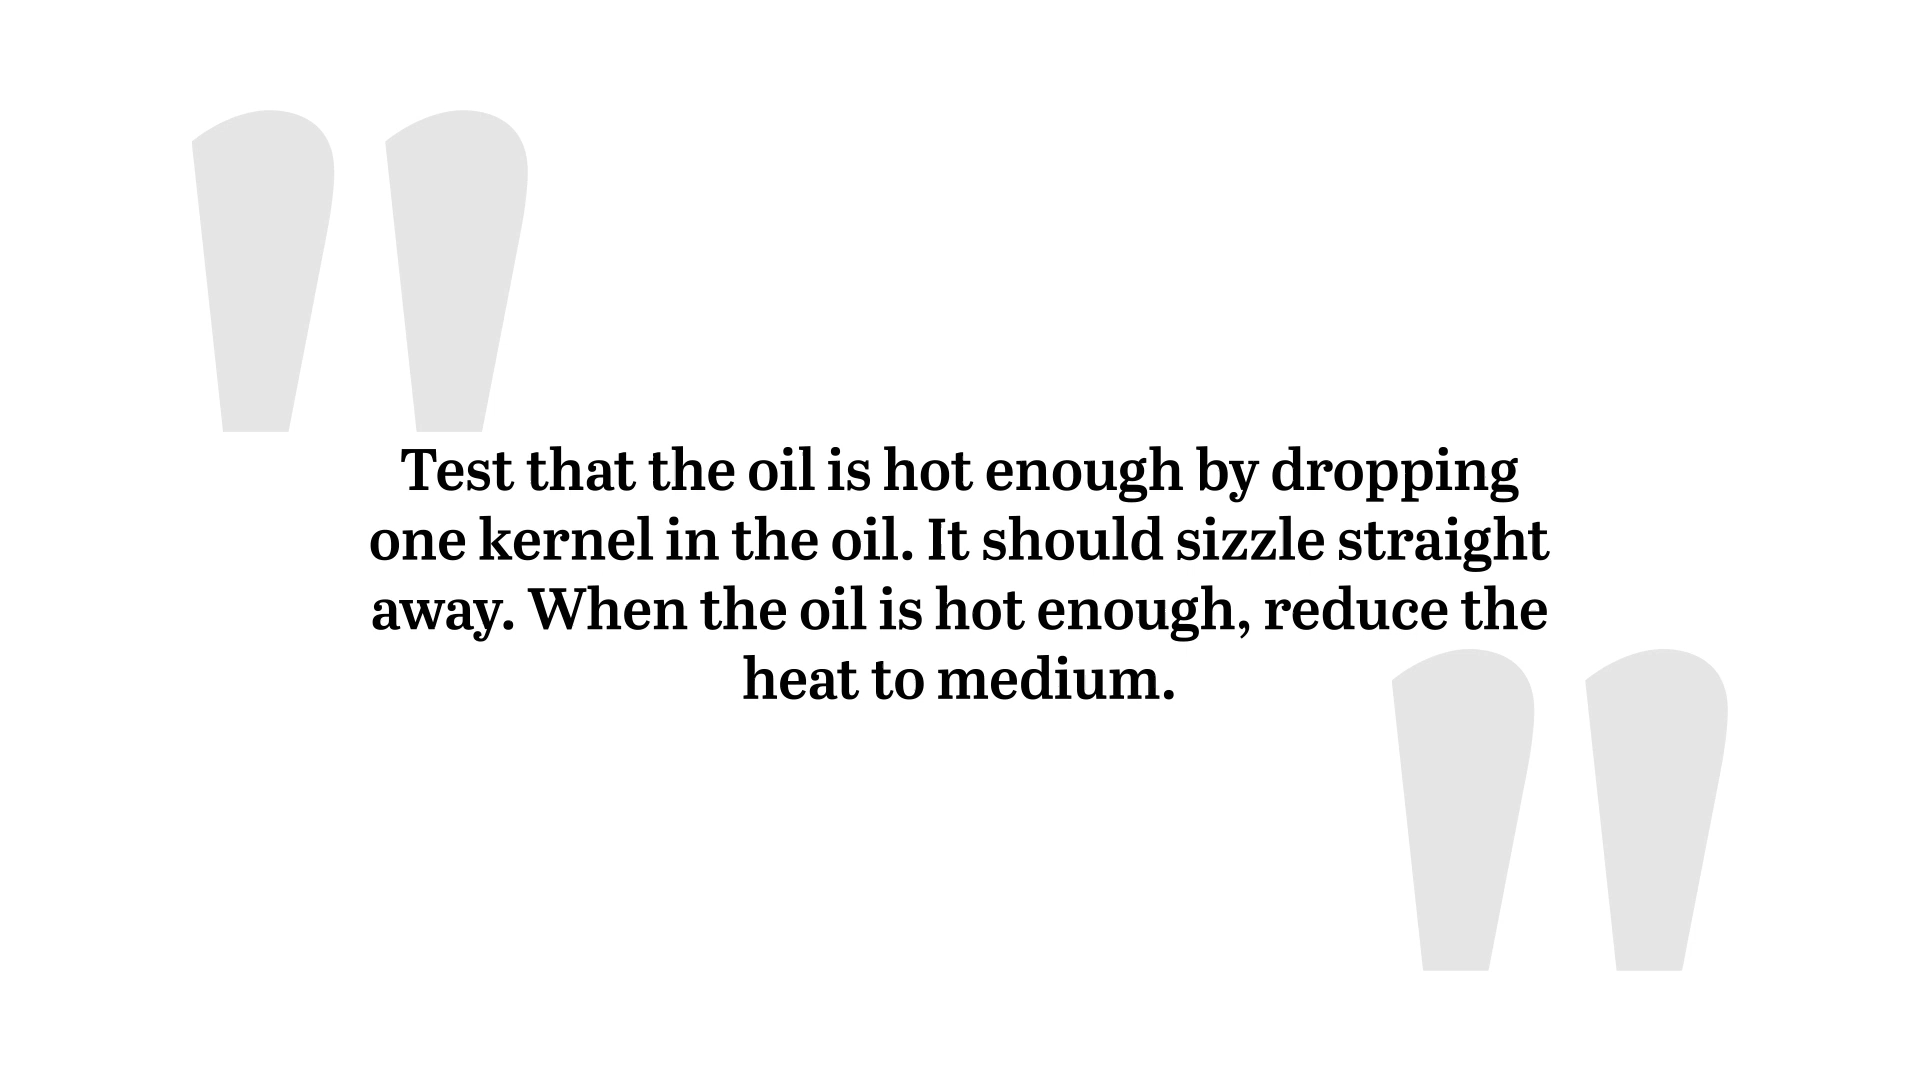 Test that the oil is hot enough by dropping
one kernel in the oil. It should sizzle straight
away. When the oil is hot enough, reduce the
heat to medium.